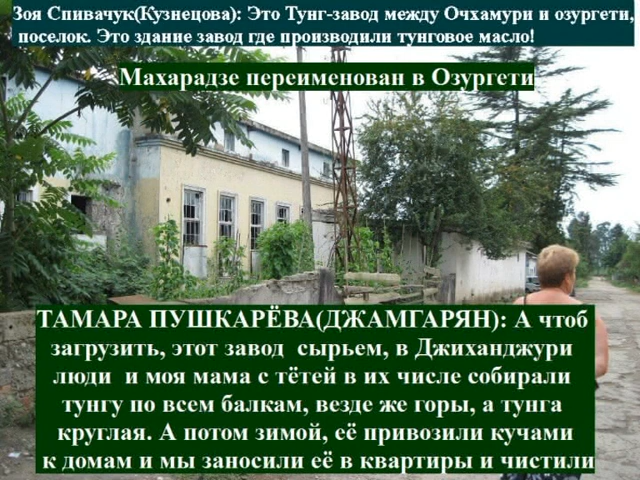 Зоя Спивачук(Кузнецова): Это Тунг-завод между Очхамури и озургети,
поселок. Это здание завод где производили тунговое масло!
Махарадзе переименован в Озургети
ТАМАРА ПУШКАРЁВА(ДЖАМГАРЯН): А чтоб
загрузить, этот завод сырьем, в Джиханджури
люди и моя мама с тётей в их числе собирали
тунгу по всем балкам, везде же горы, а тунга
круглая. А потом зимой, её привозили кучами
к домам и мы заносили её в квартиры и чистили